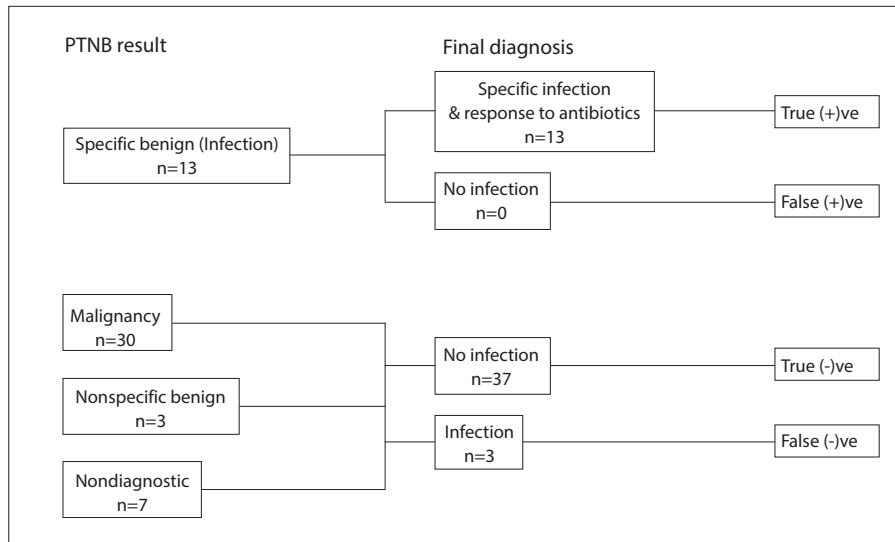 PTNB result
Final diagnosis
Specific benign (Infection)
n=13
Specific infection
& response to antibiotics
n=13
True (+)ve
No infection
n=0
False (+)ve
Malignancy
n=30
Nonspecific benign
n=3
Nondiagnostic
n=7
No infection
n=37
True (-)ve
Infection
n=3
False (-)ve